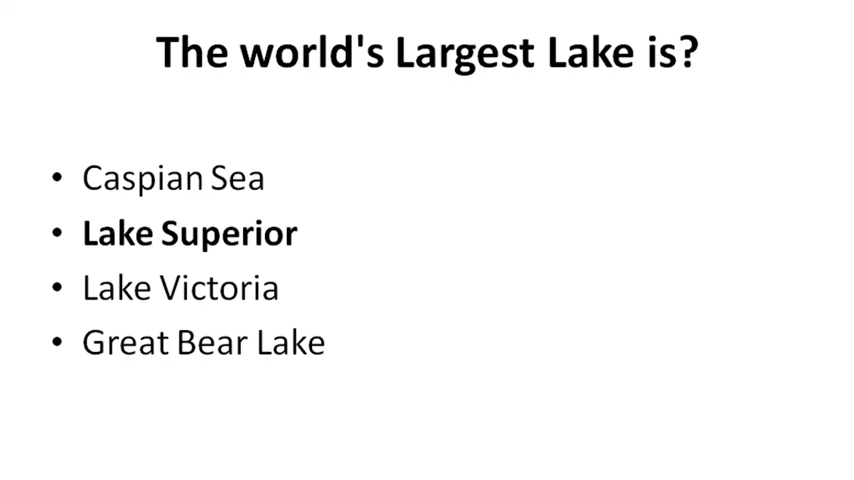 The world's Largest Lake is?
• Caspian Sea
• Lake Superior
• Lake Victoria
• Great Bear Lake